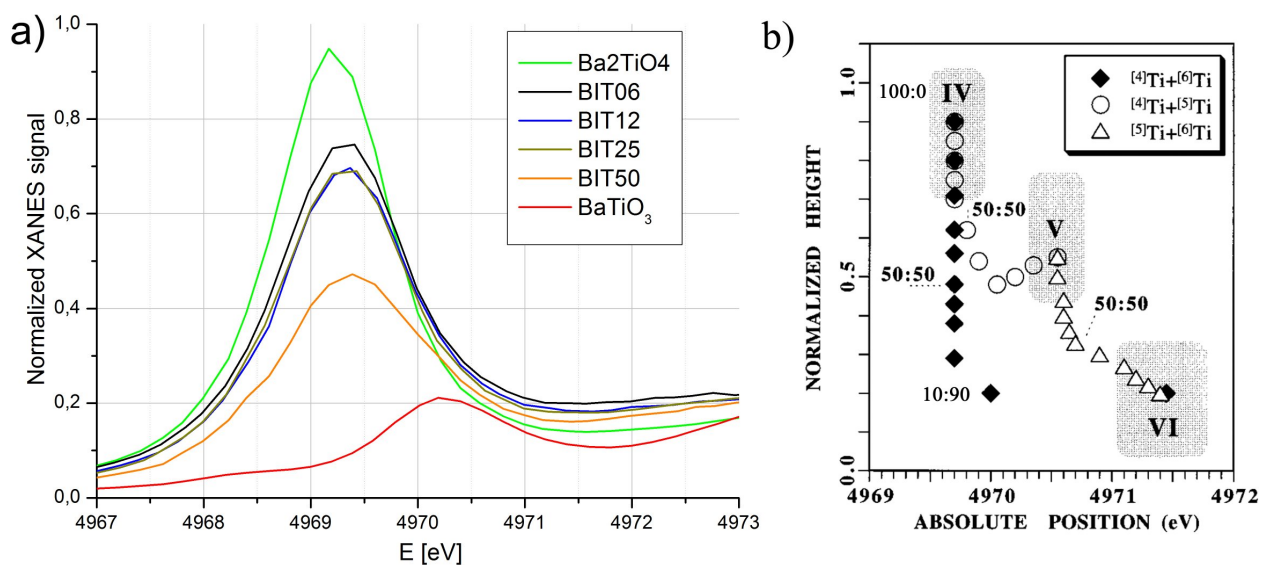 a)
1,0
0,8
0,6
0,4
0,2
0,0
Normalized XANES signal
Ba2TiO4
BIT06
BIT12
BIT25
BIT50
BaTiO₃
4967 4968 4969 4970 4971 4972 4973
E [eV]
b)
1.0
0.5
0.0
NORMALIZED HEIGHT
[4]Ti+[6]Ti
[4]Ti+[5]Ti
[5]Ti+[6]Ti
100:0
IV
50:50
V
50:50
50:50
10:90
VI
4969 4970 4971 4972
ABSOLUTE POSITION (eV)